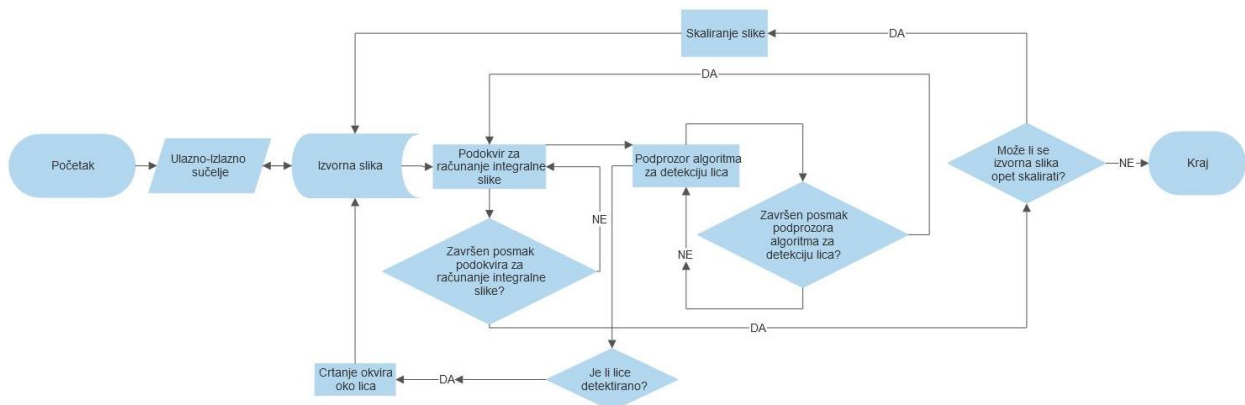 Skaliranje slike
DA
DA
Početak
Ulazno-Izlazno
sučelje
Izvorna slika
Podokvir za
računanje integralne
slike
Podprozor algoritma
za detekciju lica
Može li se
izvorna slika
opet skalirati?
NE
Kraj
NE
Završen posmak
podokvira za
računanje integralne
slike?
NE
Završen posmak
podprozora
algoritma za
detekciju lica?
DA
Crtanje okvira
oko lica
DA
Je li lice
detektirano?